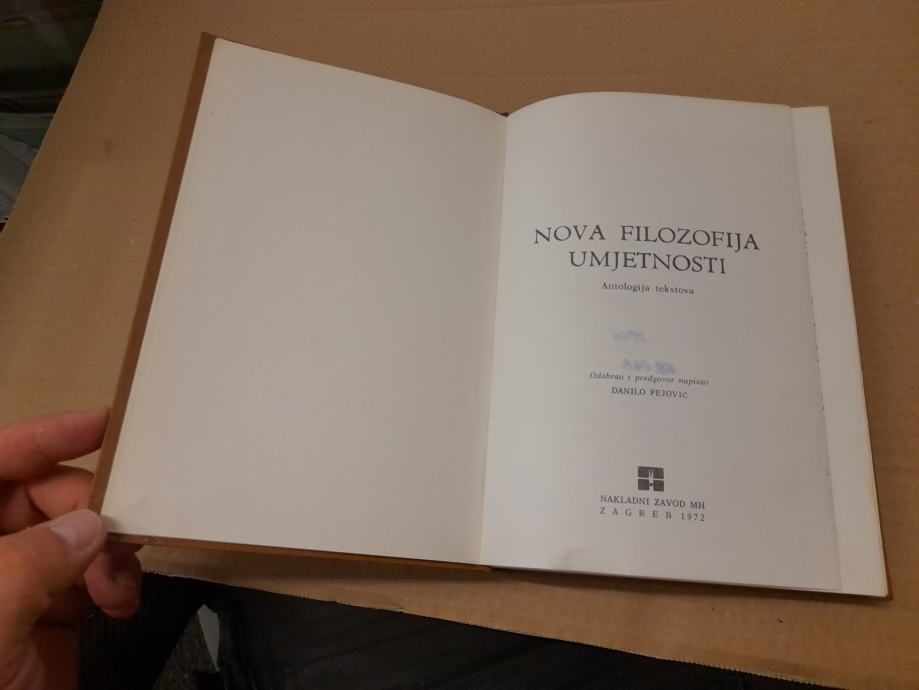 NOVA FILOZOFIJA
UMJETNOSTI
Antologija tekstova
Odabrao i predgovor napisao
DANILO PEJOVIĆ
NAKLADNI ZAVOD MH
ZAGREB 1972